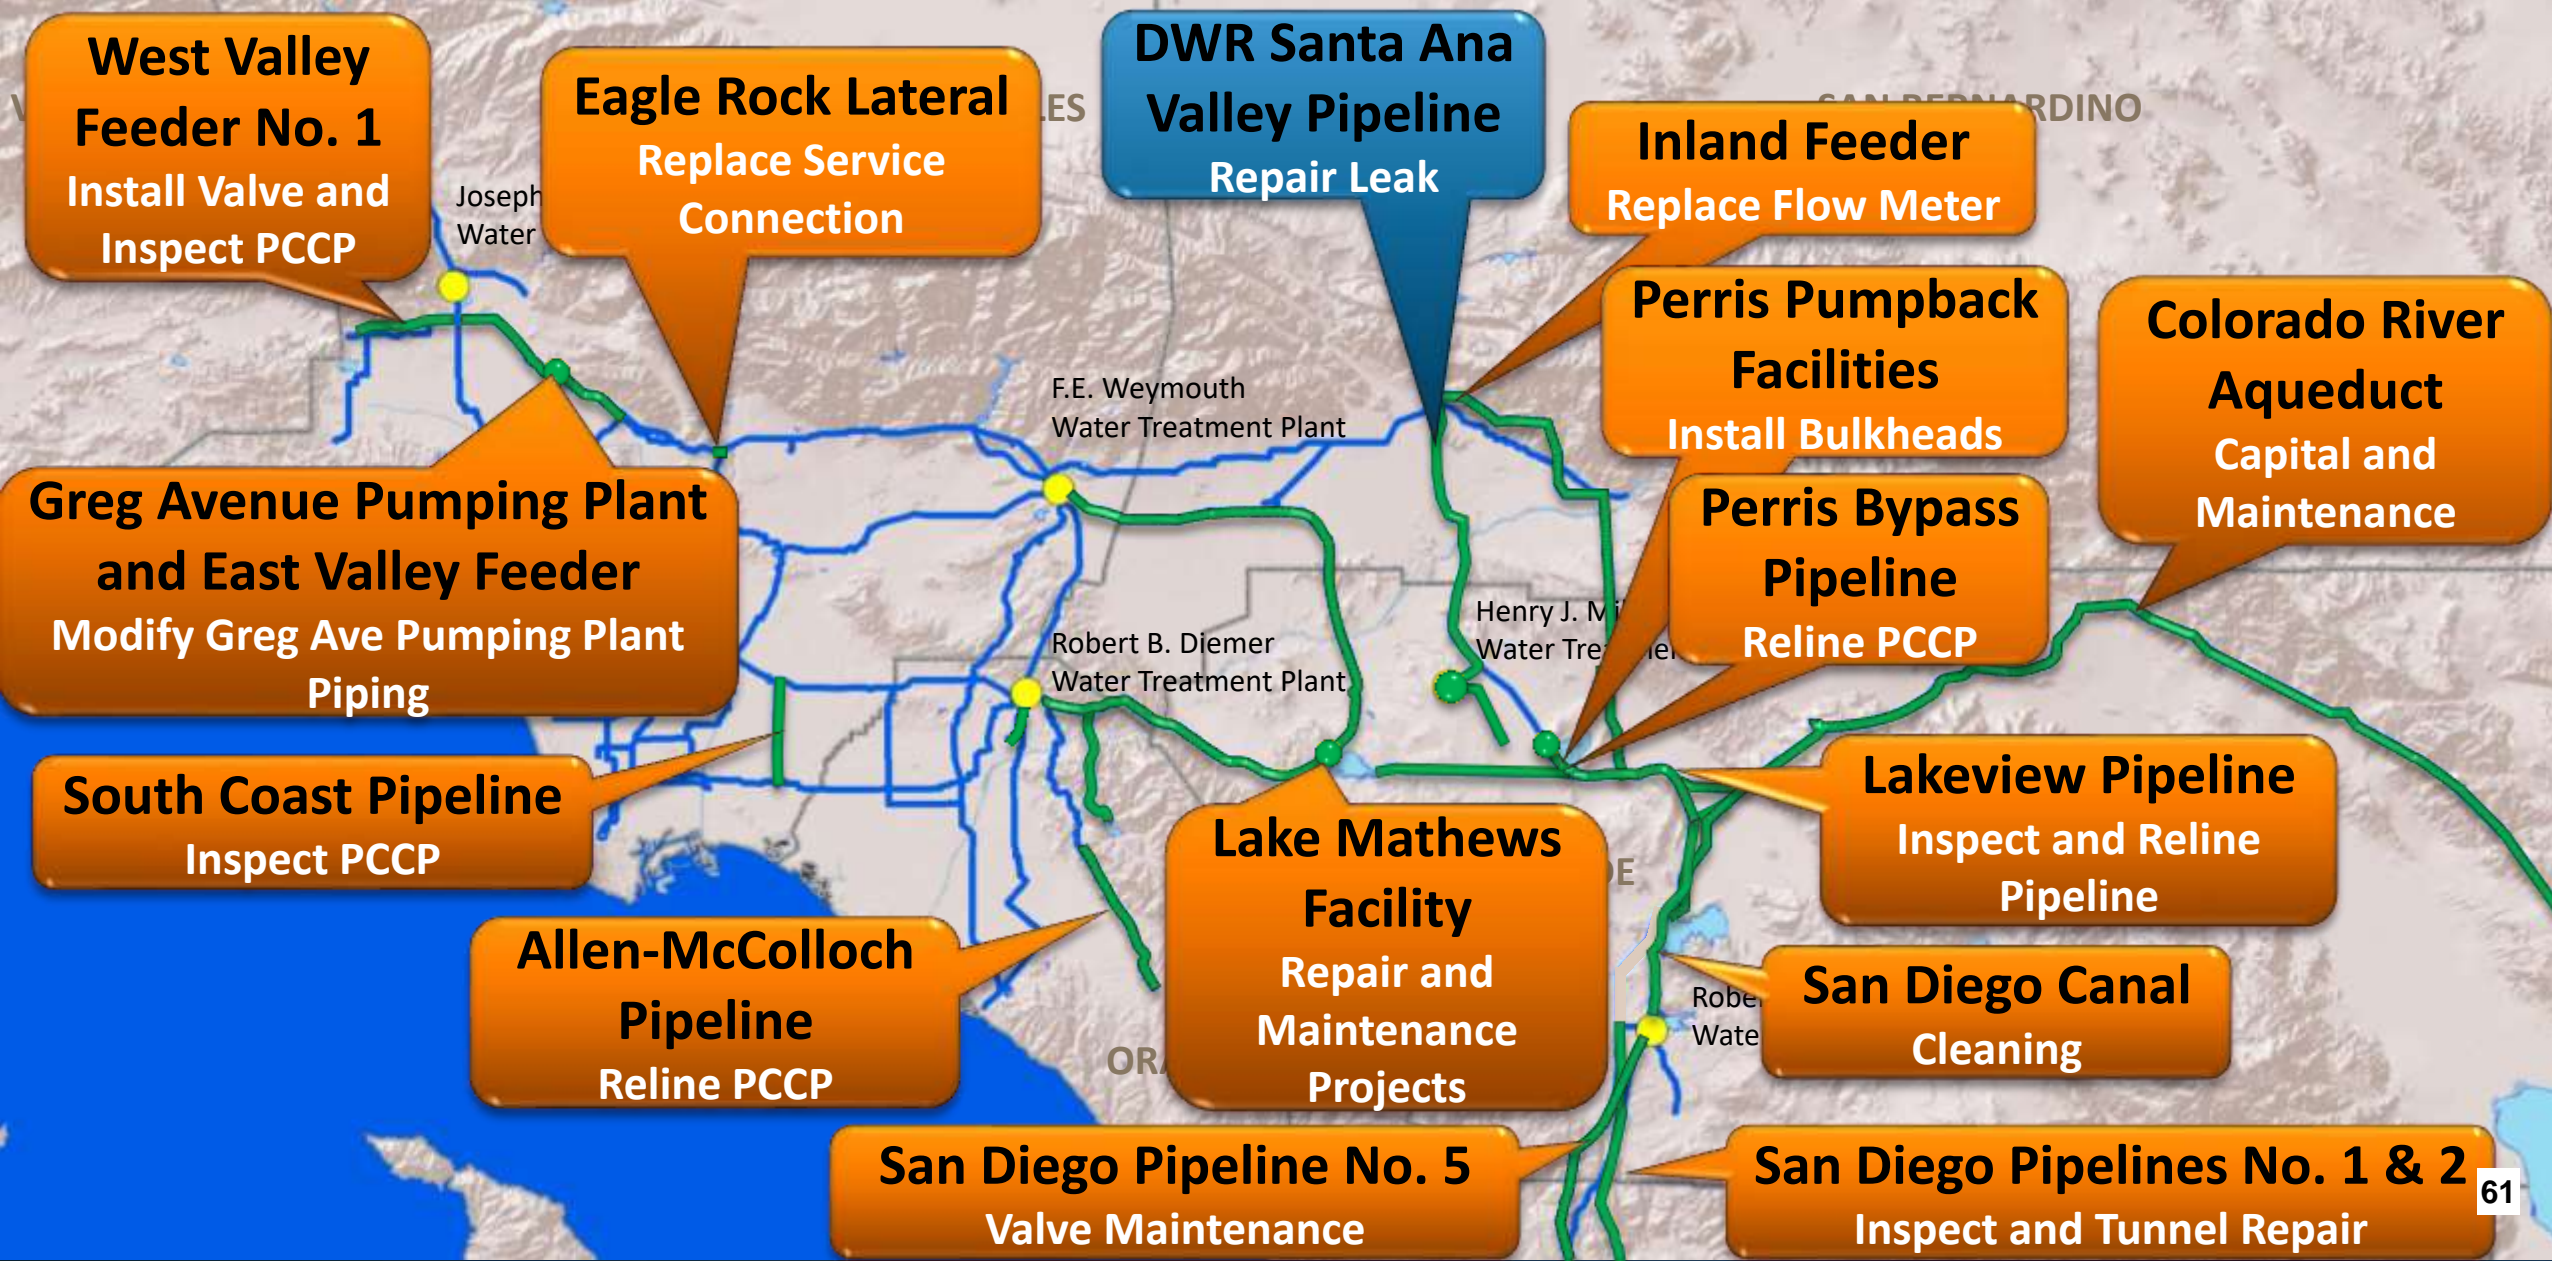 West Valley
Feeder No. 1
Install Valve and
Inspect PCCP
Eagle Rock Lateral
Replace Service
Connection
DWR Santa Ana
Valley Pipeline
Repair Leak
Inland Feeder
Replace Flow Meter
Perris Pumpback
Facilities
Install Bulkheads
Colorado River
Aqueduct
Capital and
Maintenance
Joseph
Water
F.E. Weymouth
Water Treatment Plant
Greg Avenue Pumping Plant
and East Valley Feeder
Modify Greg Ave Pumping Plant
Piping
Perris Bypass
Pipeline
Reline PCCP
Henry J.
Water
Robert B. Diemer
Water Treatment Plant
South Coast Pipeline
Inspect PCCP
Lakeview Pipeline
Inspect and Reline
Pipeline
Lake Mathews
Facility
Repair and
Maintenance
Projects
Allen-McColloch
Pipeline
Reline PCCP
San Diego Canal
Cleaning
San Diego Pipeline No. 5
Valve Maintenance
San Diego Pipelines No. 1 & 2
Inspect and Tunnel Repair
61